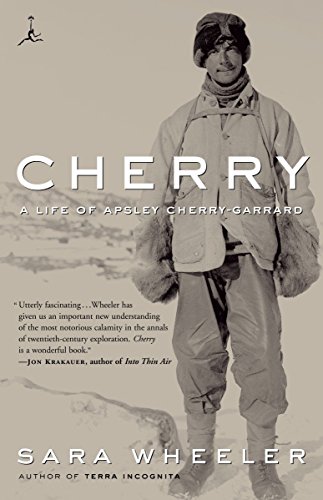 CHERRY
A LIFE OF APSLEY CHERRY-GARRARD
"Utterly fascinating...Wheeler has
given us an important new understanding
of the most notorious calamity in the annals
of twentieth-century exploration. Cherry
is a wonderful book."
—JON KRAKAUER, author of Into Thin Air
SARA WHEELER
AUTHOR OF TERRA INCOGNITA